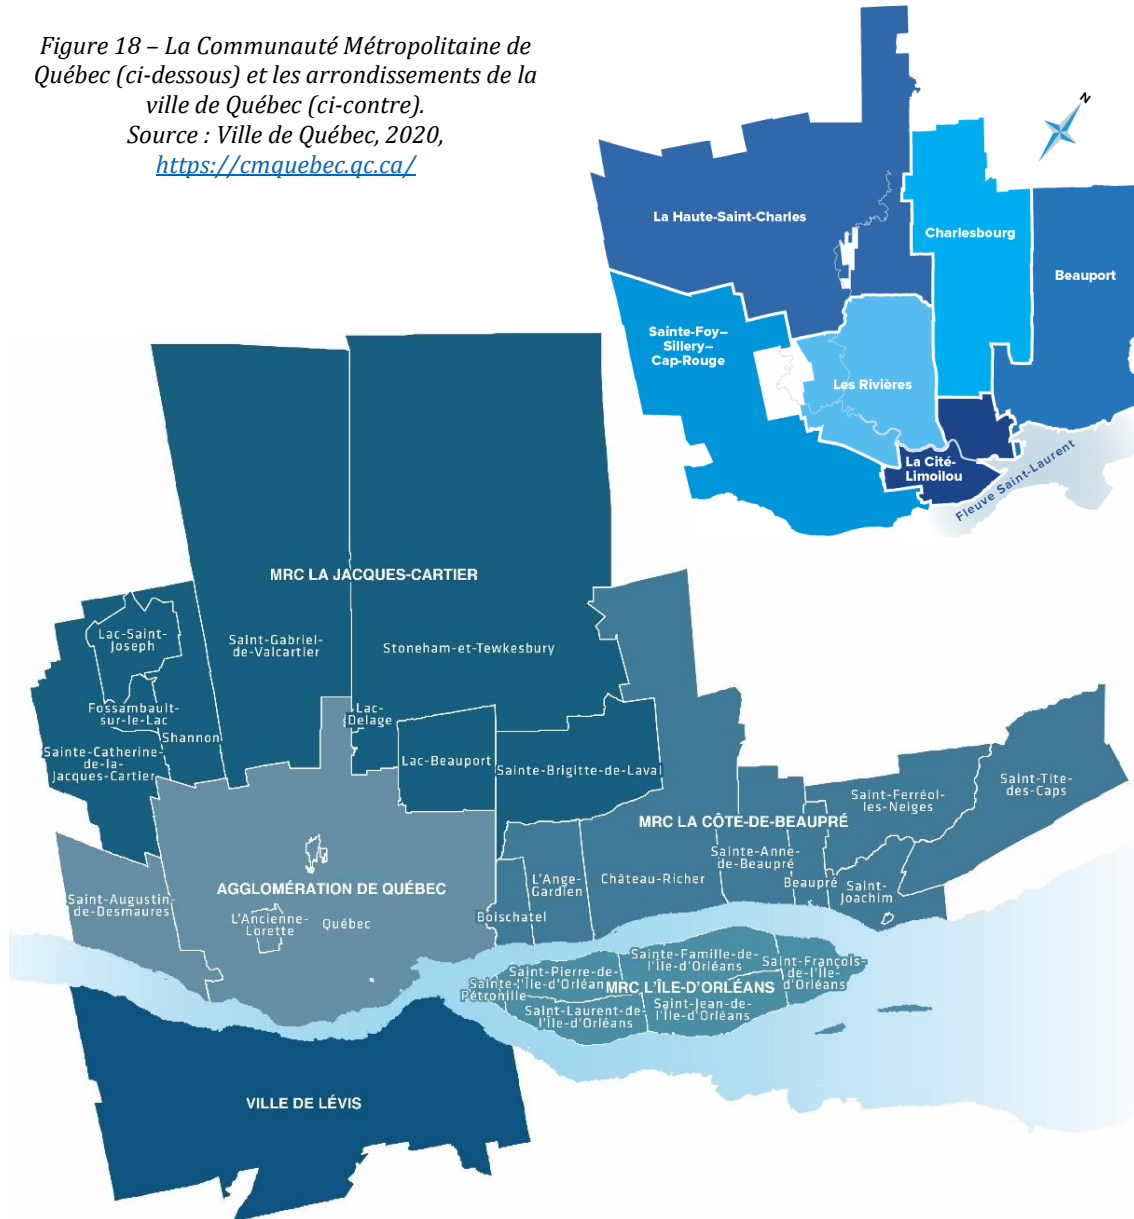 Figure 18 – La Communauté Métropolitaine de
Québec (ci-dessous) et les arrondissements de la
ville de Québec (ci-contre).
Source : Ville de Québec, 2020,
https://cmquebec.qc.ca/
N
La Haute-Saint-Charles
Charlesbourg
Beauport
Sainte-Foy–
Sillery–
Cap-Rouge
Les Rivières
La Cité-
Limoilou
Fleuve Saint-Laurent
MRC LA JACQUES-CARTIER
Lac-Saint-
Joseph
Saint-Gabriel-
de-Valcartier
Stoneham-et-Tewkesbury
Fossambault-
sur-le-Lac
Shannon
Sainte-Catherine-
de-la-
Jacques-Cartier
Lac-
Delage
Lac-Beauport
Sainte-Brigitte-de-Laval
Saint-Tite-
des-Caps
Saint-Ferréol-
les-Neiges
MRC LA CÔTE-DE-BEAUPRÉ
Sainte-Anne-
de-Beaupré
Beaupré
Saint-
Joachim
L'Ange-
Gardien
Château-Richer
Boischatel
AGGLOMÉRATION DE QUÉBEC
Saint-Augustin-
de-Desmaures
L'Ancienne-
Lorette
Québec
Sainte-Famille-de-
l'Île-d'Orléans
Saint-François-
de-l'Île-
d'Orléans
Saint-Pierre-de-
l'Île-d'Orléan
Sainte-
Pétronille
MRC L'ÎLE-D'ORLÉANS
Saint-Laurent-de-
l'Île-d'Orléans
Saint-Jean-de-
l'Île-d'Orléans
VILLE DE LÉVIS